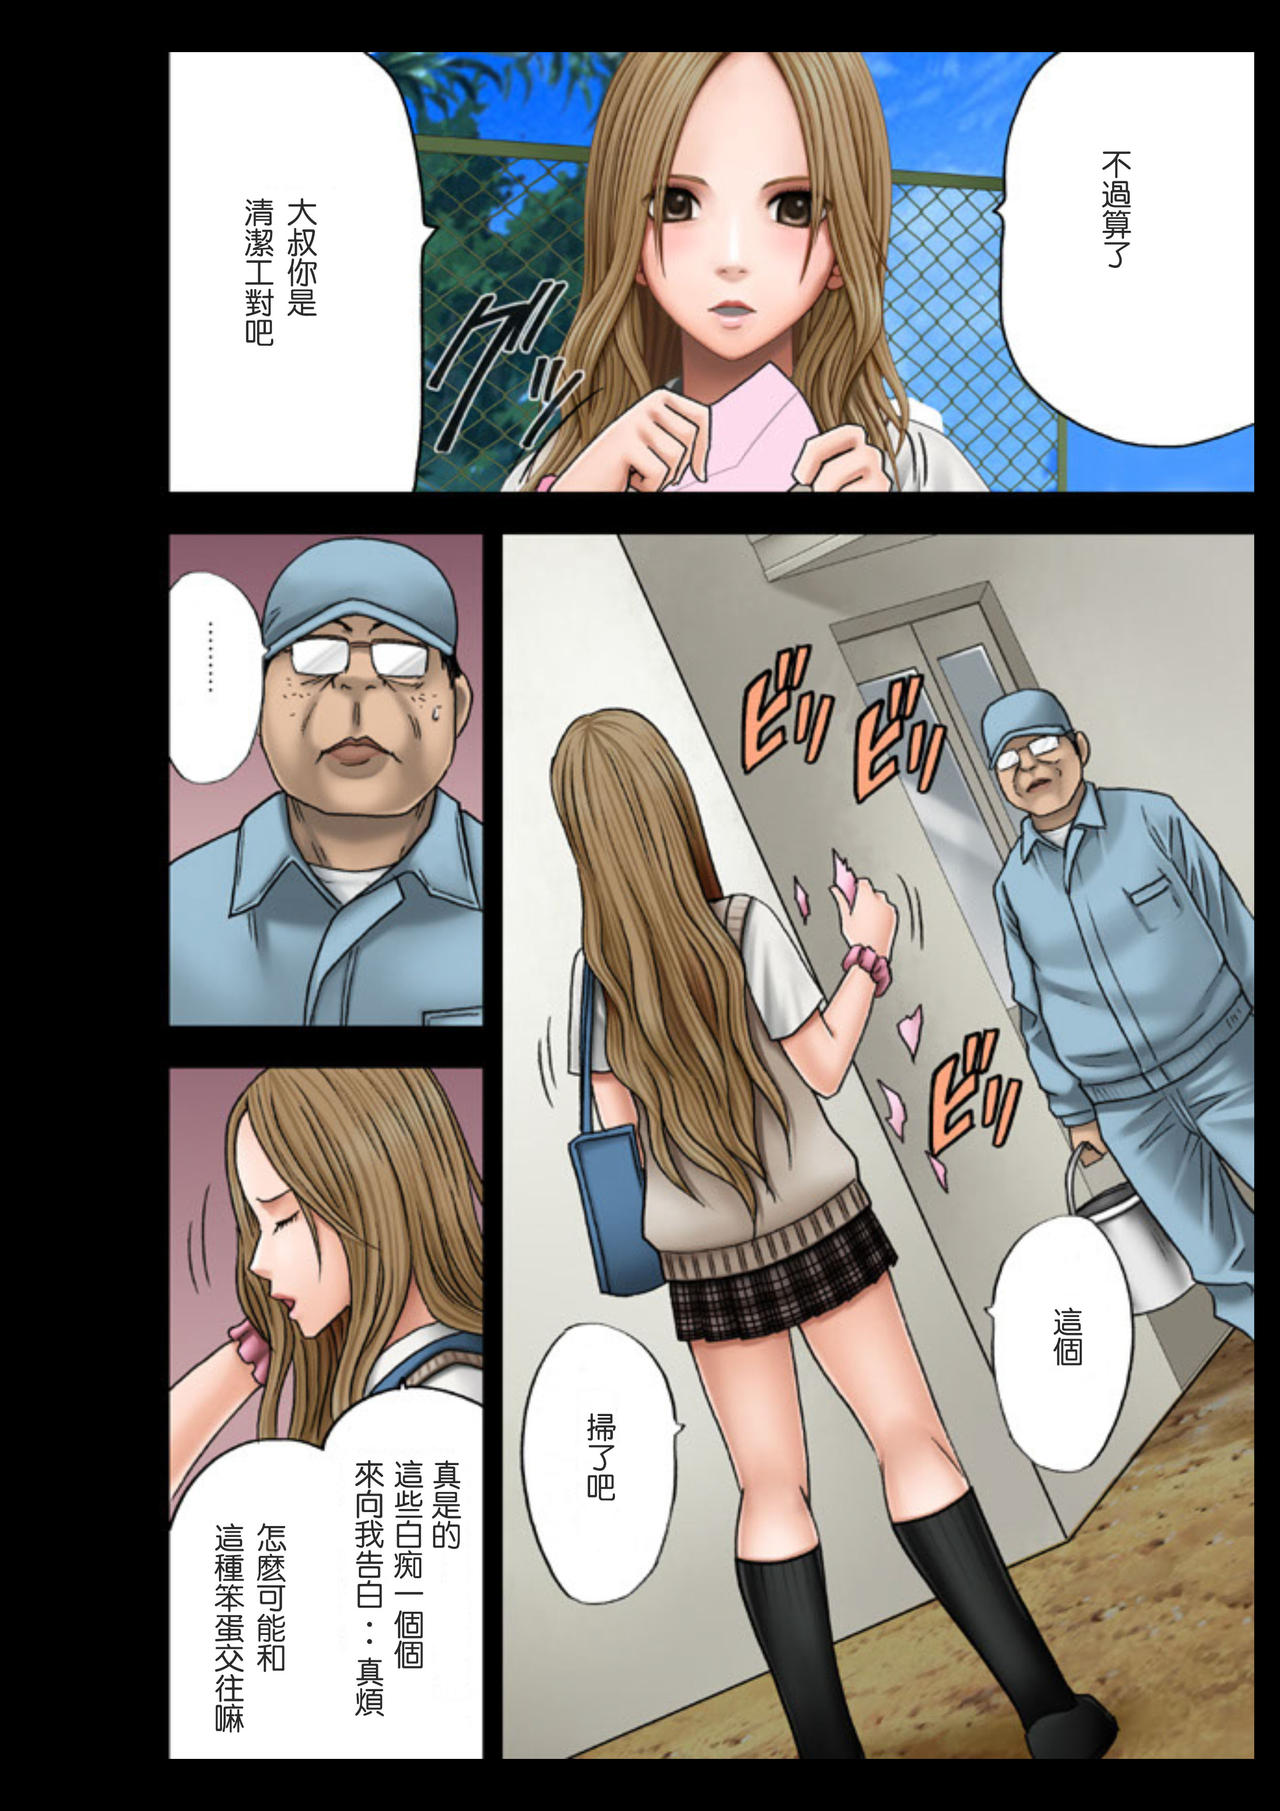 不過算了
大叔你是
清潔工對吧
グッ
ビリ
ビリ
ビリ
這個
掃了吧
………
真是的
這些白痴一個個
來向我告白‥真煩
怎麼可能和
這種笨蛋交往嘛